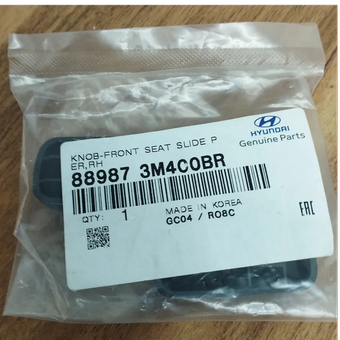 HYUNDAI
Genuine Parts
KNOB-FRONT SEAT SLIDE P
ER,RH
88987 3M4C0BR
QTY: 1
MADE IN KOREA
GC04 / R08C
EAC